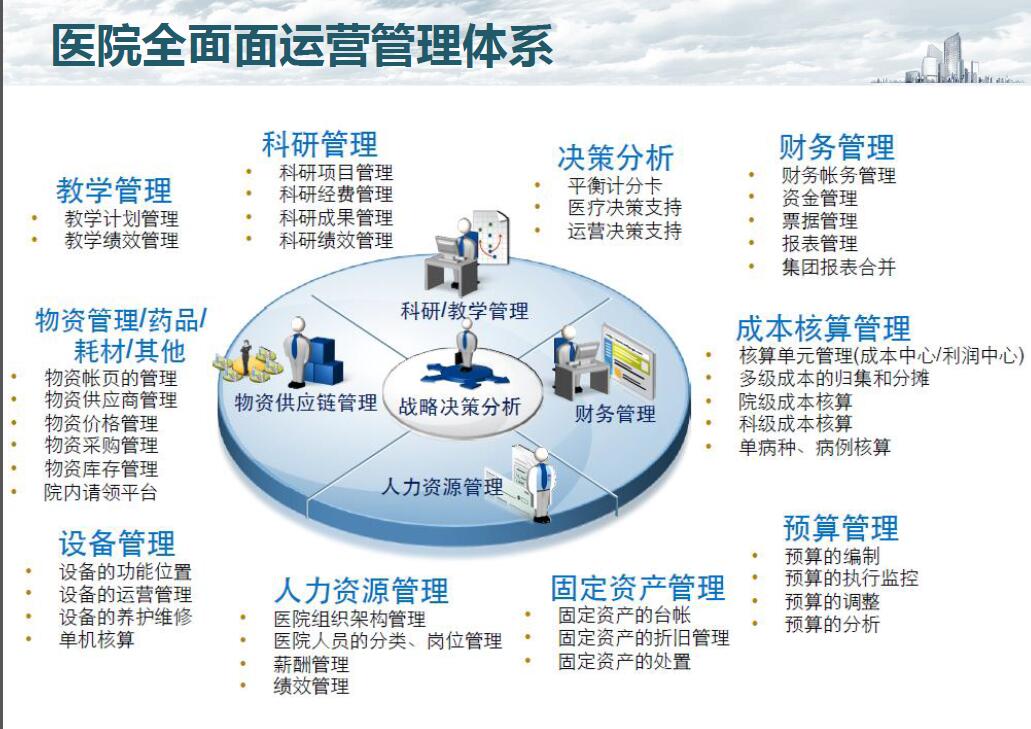 医院全面面运营管理体系
教学管理
教学计划管理
教学绩效管理
科研管理
科研项目管理
科研经费管理
科研成果管理
科研绩效管理
决策分析
平衡计分卡
医疗决策支持
运营决策支持
财务管理
财务帐务管理
资金管理
票据管理
报表管理
集团报表合并
物资管理/药品/
耗材/其他
物资帐页的管理
物资供应商管理
物资价格管理
物资采购管理
物资库存管理
院内请领平台
科研/教学管理
物资供应链管理
战略决策分析
财务管理
人力资源管理
成本核算管理
核算单元管理(成本中心/利润中心)
多级成本的归集和分摊
院级成本核算
科级成本核算
单病种、病例核算
设备管理
设备的功能位置
设备的运营管理
设备的养护维修
单机核算
人力资源管理
医院组织架构管理
医院人员的分类、岗位管理
薪酬管理
绩效管理
固定资产管理
固定资产的台帐
固定资产的折旧管理
固定资产的处置
预算管理
预算的编制
预算的执行监控
预算的调整
预算的分析